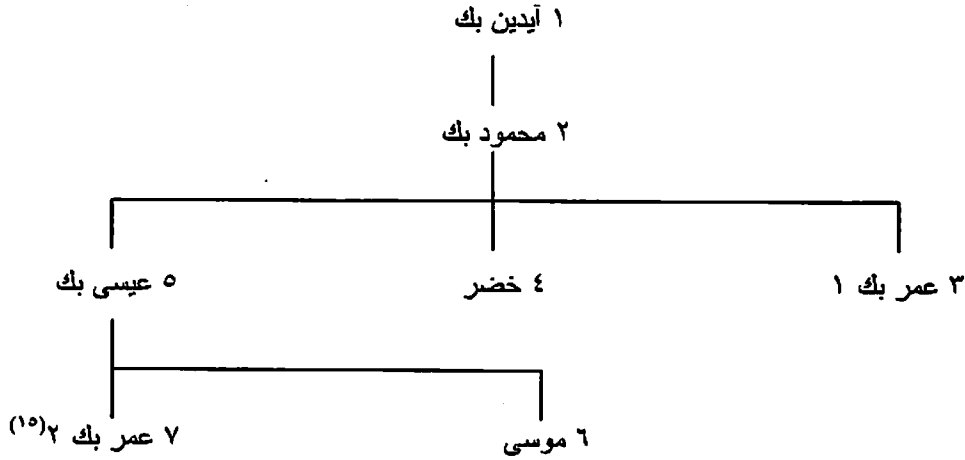 ١ آيدين بك
٢ محمود بك
٣ عمر بك ١
٤ خضر
٥ عيسى بك
٦ موسى
٧ عمر بك ٢(١٥)